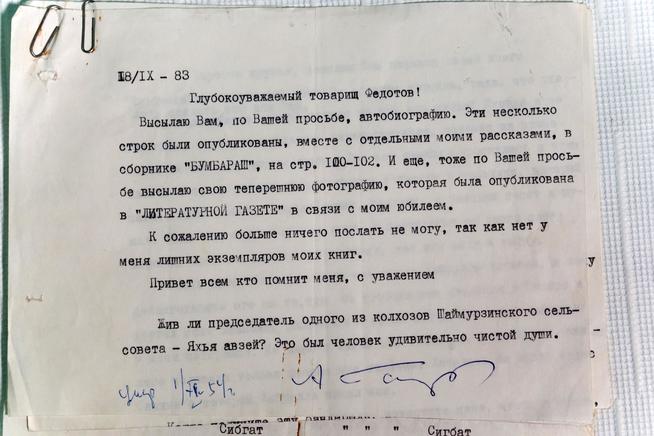 18/IX - 83
Глубокоуважаемый товарищ Федотов!
Высылаю Вам, по Вашей просьбе, автобиографию. Эти несколько
строк были опубликованы, вместе с отдельными моими рассказами, в
сборнике "БУМБАРАШ", на стр. 100-102. И еще, тоже по Вашей прось-
бе высылаю свою теперешнюю фотографию, которая была опубликована
в "ЛИТЕРАТУРНОЙ ГАЗЕТЕ" в связи с моим юбилеем.
К сожалению больше ничего послать не могу, так как нет у
меня лишних экземпляров моих книг.
Привет всем кто помнит меня, с уважением
Жив ли председатель одного из колхозов Шаймурзинского сель-
совета - Яхья авзей? Это был человек удивительно чистой души.
Сибгат " " " Сигбат